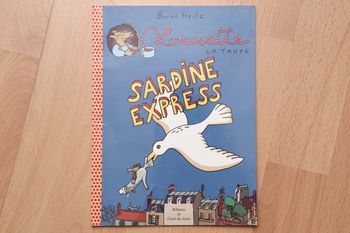 Bruno Heitz
Louisette
LA TAUPE
SARDINE
EXPRESS